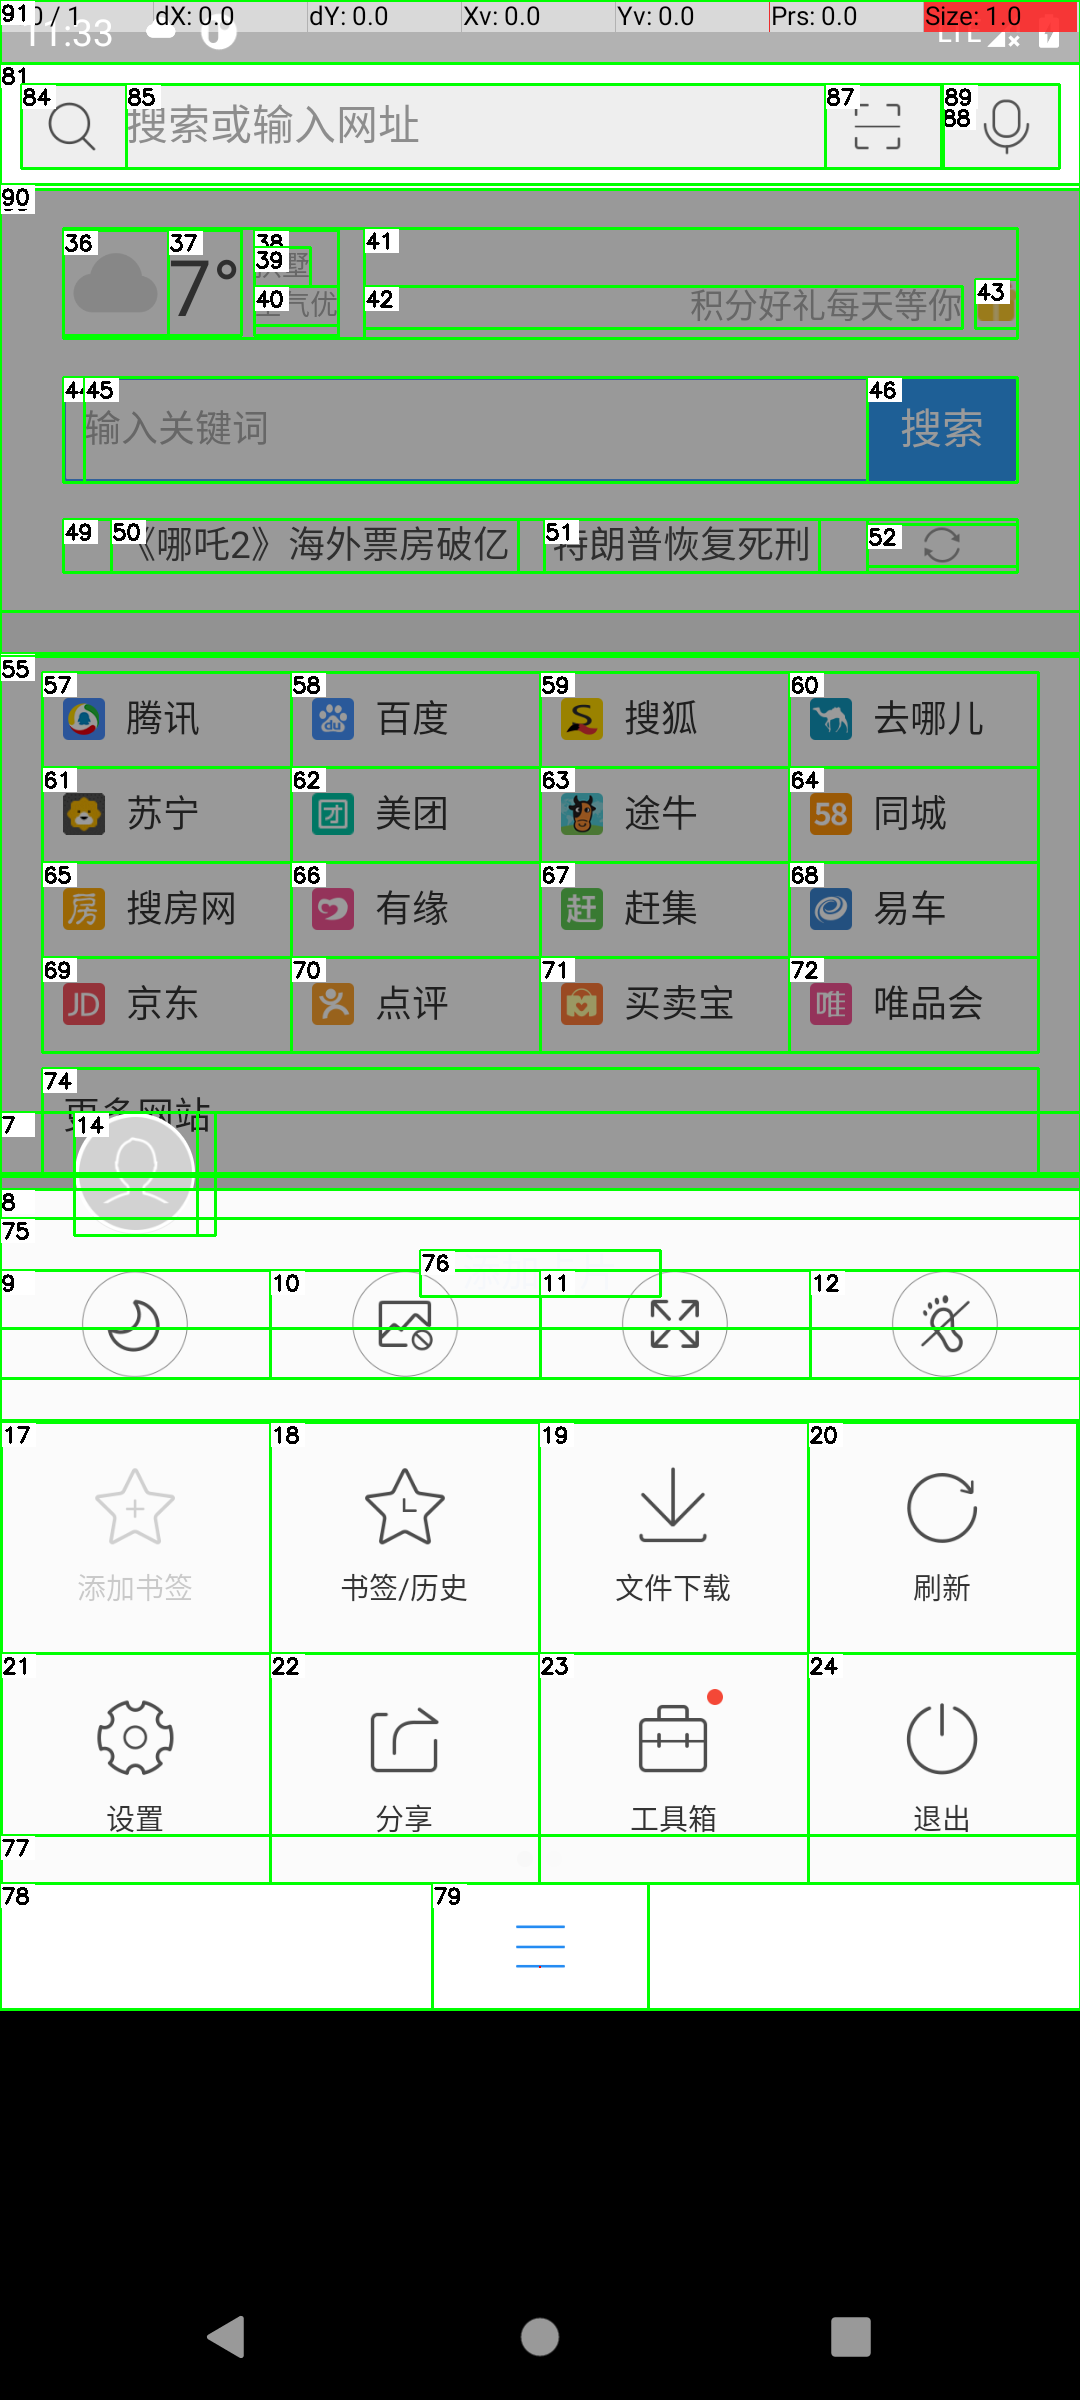 0 / 1 dX: 0.0 dY: 0.0 Xv: 0.0 Yv: 0.0 Prs: 0.0 Size: 1.0
91
11:33 LTE
81
84 85 87 89
88
搜索或输入网址
90
36 37 38 41
39
7°
40 42 43
气优 积分好礼每天等你
44 45 46
输入关键词 搜索
49 50 51 52
《哪吒2》海外票房破亿 特朗普恢复死刑
55
57 58 59 60
腾讯 百度 搜狐 去哪儿
61 62 63 64
苏宁 美团 途牛 58 同城
65 66 67 68
房 搜房网 有缘 赶 赶集 易车
69 70 71 72
JD 京东 点评 买卖宝 唯 唯品会
74
更多网站
7 14
8
75
76
9 10 11 12
17 18 19 20
添加书签 书签/历史 文件下载 刷新
21 22 23 24
设置 分享 工具箱 退出
77
78 79